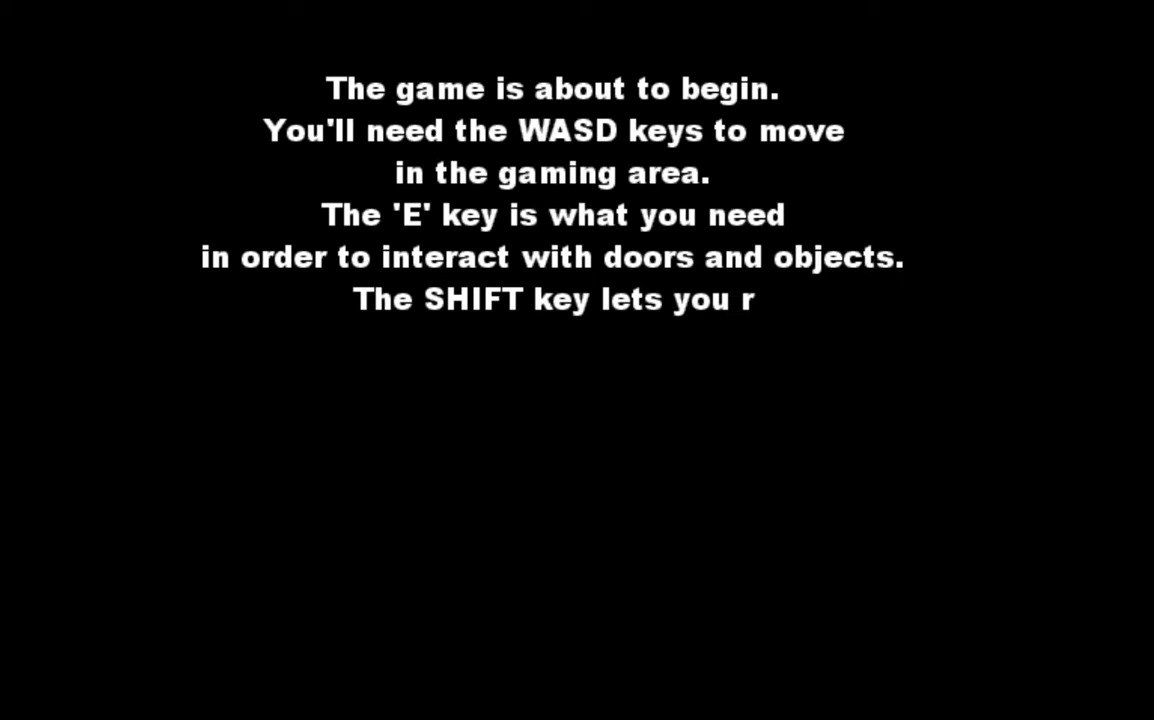 The game is about to begin.
You'll need the WASD keys to move
in the gaming area.
The 'E' key is what you need
in order to interact with doors and objects.
The SHIFT key lets you r